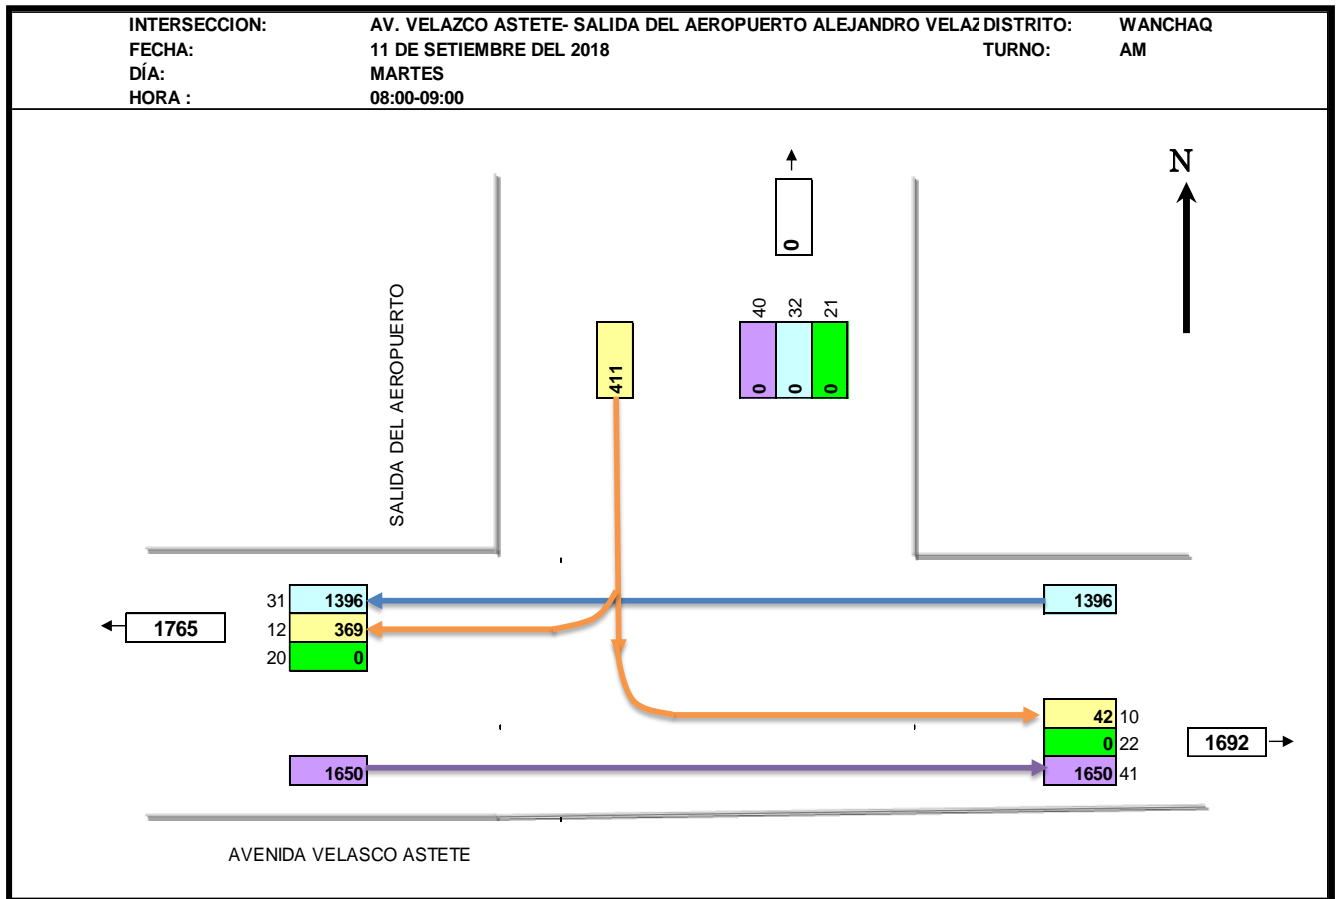 INTERSECCION: AV. VELAZCO ASTETE- SALIDA DEL AEROPUERTO ALEJANDRO VELAZ DISTRITO: WANCHAQ
FECHA: 11 DE SETIEMBRE DEL 2018 TURNO: AM
DÍA: MARTES
HORA : 08:00-09:00
N
0
40 32 21
411 0 0 0
SALIDA DEL AEROPUERTO
31 1396 1396
1765 12 369
20 0
42 10
0 22 1692
1650 1650 41
AVENIDA VELASCO ASTETE